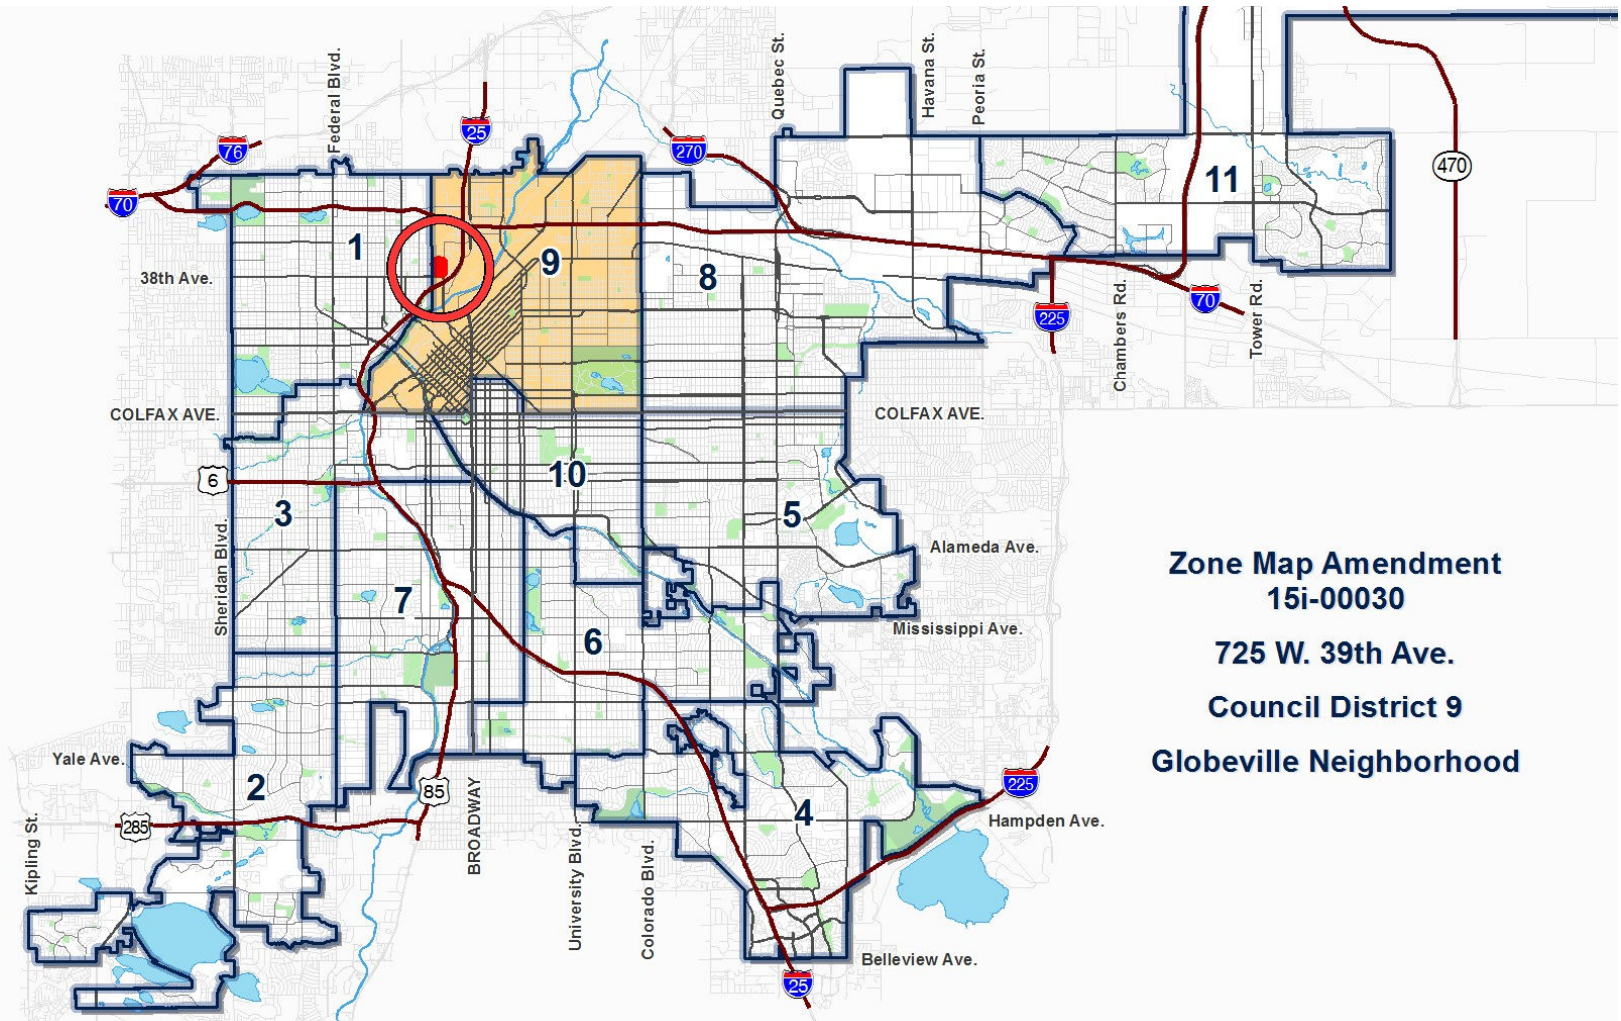 Federal Blvd.
Quebec St.
Havana St.
Peoria St.
25
76
270
70
470
11
1
9
8
38th Ave.
225
70
Chambers Rd.
Tower Rd.
COLFAX AVE.
COLFAX AVE.
6
10
3
5
Sheridan Blvd.
Alameda Ave.
7
6
Mississippi Ave.
Zone Map Amendment
15i-00030
725 W. 39th Ave.
Council District 9
Globeville Neighborhood
Yale Ave.
2
85
225
4
285
Hampden Ave.
Kipling St.
BROADWAY
University Blvd.
Colorado Blvd.
Belleview Ave.
25